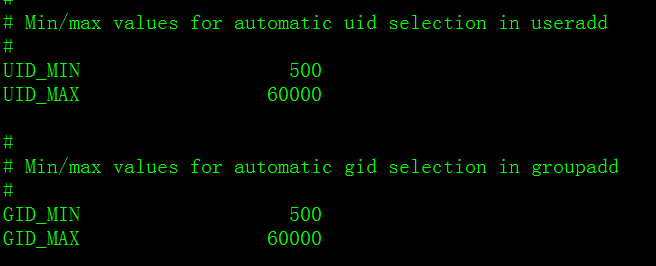 #
# Min/max values for automatic uid selection in useradd
#
UID_MIN 500
UID_MAX 60000
#
# Min/max values for automatic gid selection in groupadd
#
GID_MIN 500
GID_MAX 60000